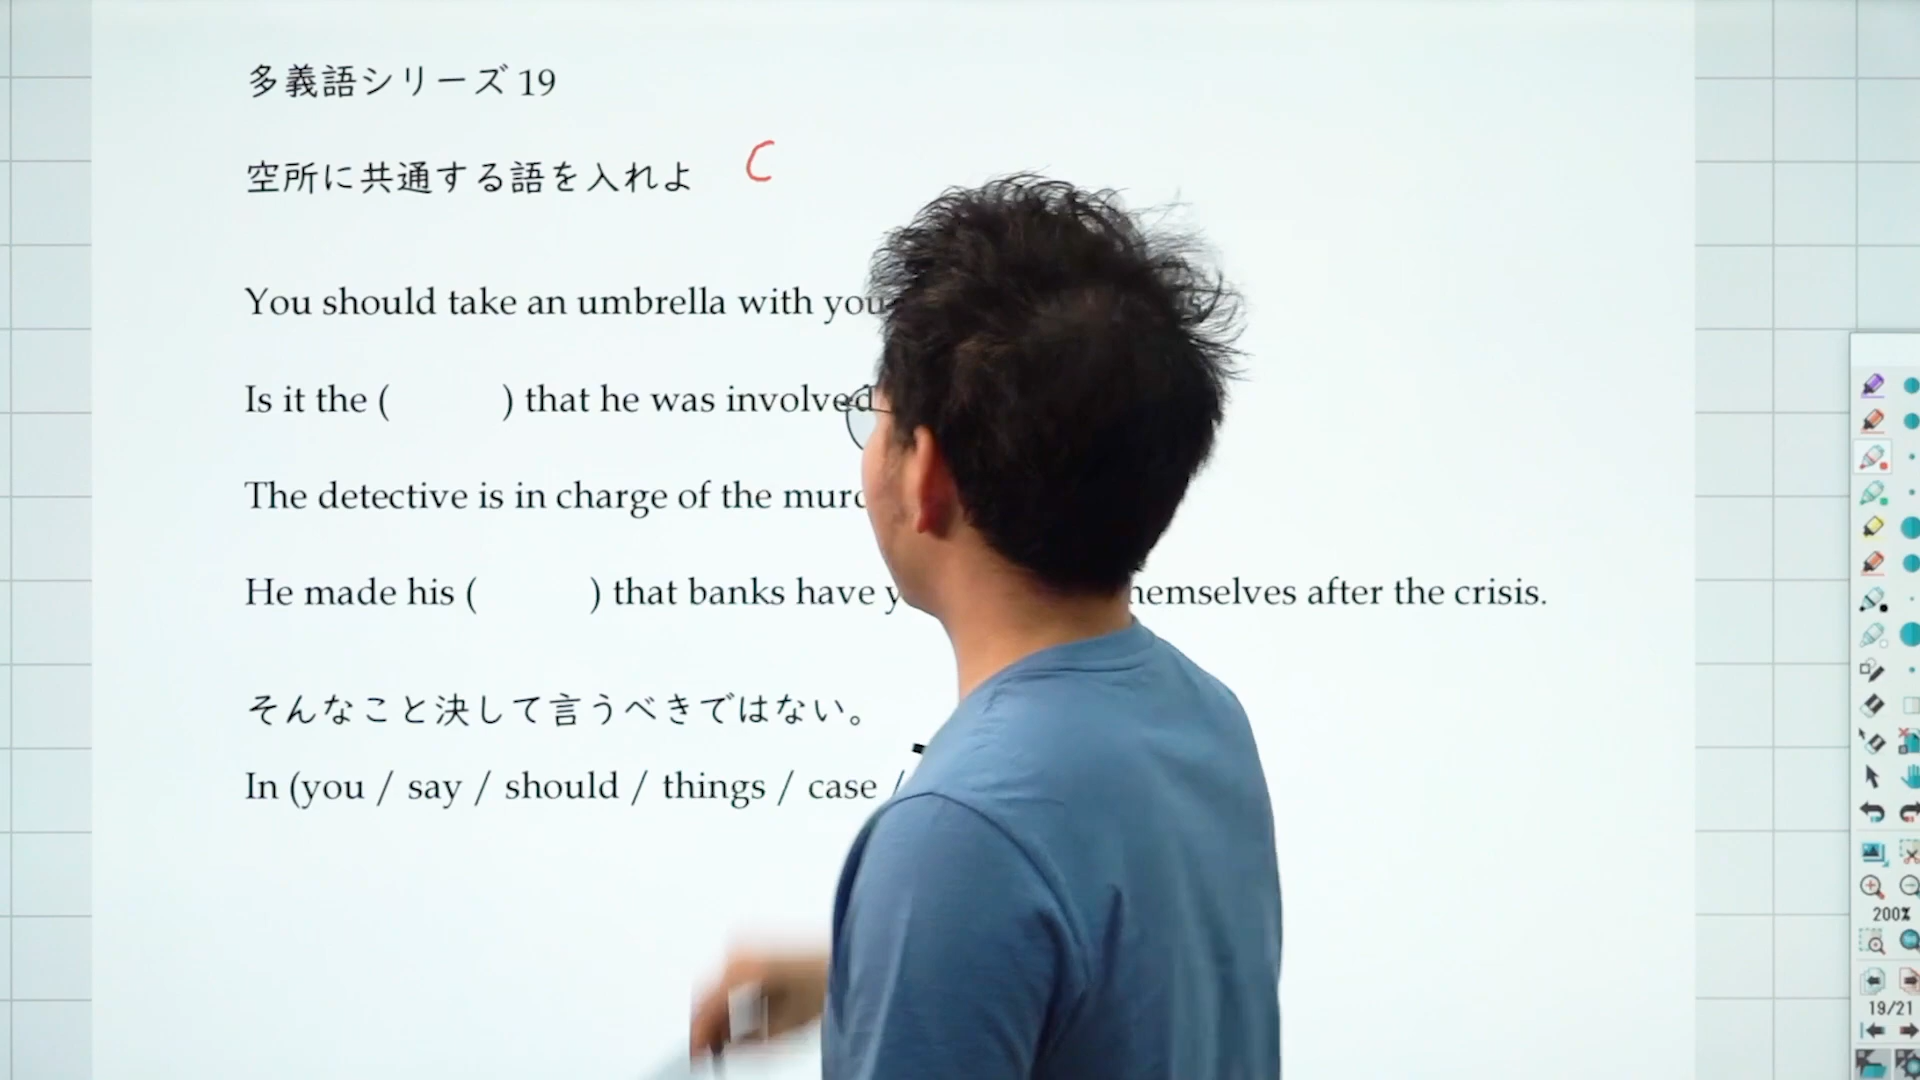 多義語シリーズ 19
空所に共通する語を入れよ C
You should take an umbrella with you
Is it the ( ) that he was involved
The detective is in charge of the
He made his ( ) that banks have themselves after the crisis.
そんなこと決して言うべきではない。
In (you / say / should / things / case /
200%
19/21